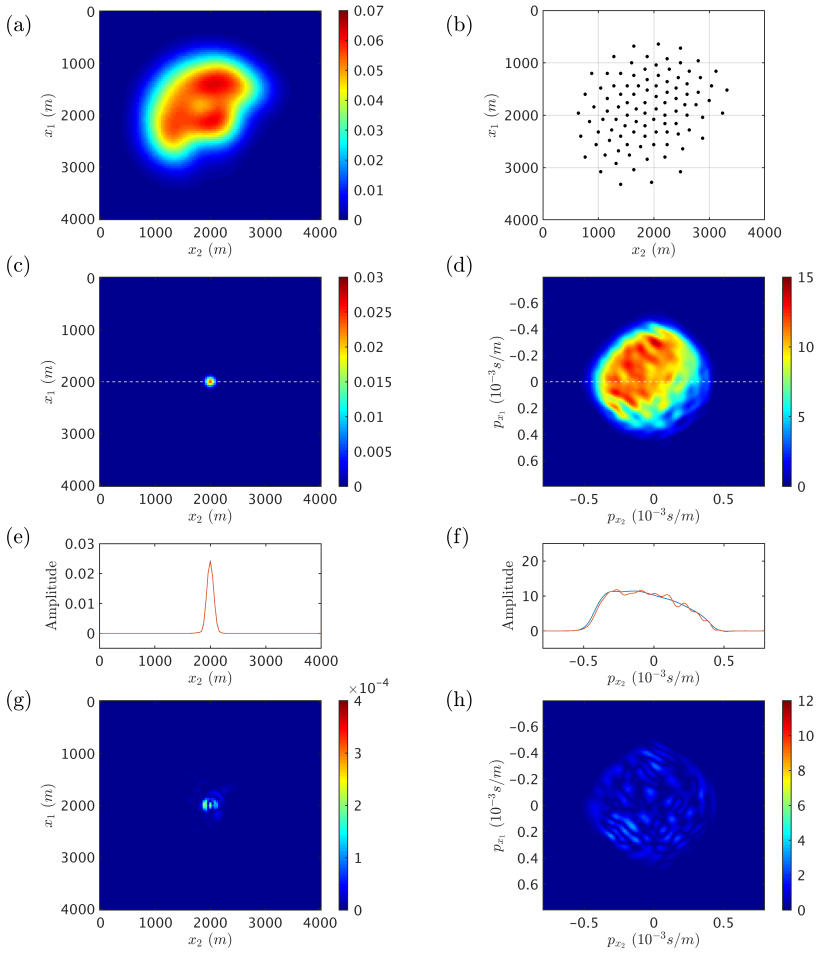 (a)
0
1000
2000
3000
4000
x₁ (m)
0 1000 2000 3000 4000
x₂ (m)
0.07
0.06
0.05
0.04
0.03
0.02
0.01
0
(b)
0
1000
2000
3000
4000
x₁ (m)
0 1000 2000 3000 4000
x₂ (m)
(c)
0
1000
2000
3000
4000
x₁ (m)
0 1000 2000 3000 4000
x₂ (m)
0.03
0.025
0.02
0.015
0.01
0.005
0
(d)
−0.6
−0.4
−0.2
0
0.2
0.4
0.6
pₓ₁ (10⁻³s/m)
−0.5 0 0.5
pₓ₂ (10⁻³s/m)
15
10
5
0
(e)
0.03
0.02
0.01
0
Amplitude
0 1000 2000 3000 4000
x₂ (m)
(f)
20
10
0
Amplitude
−0.5 0 0.5
pₓ₂ (10⁻³s/m)
(g)
0
1000
2000
3000
4000
x₁ (m)
0 1000 2000 3000 4000
x₂ (m)
×10⁻⁴
4
3
2
1
0
(h)
−0.6
−0.4
−0.2
0
0.2
0.4
0.6
pₓ₁ (10⁻³s/m)
−0.5 0 0.5
pₓ₂ (10⁻³s/m)
12
10
8
6
4
2
0